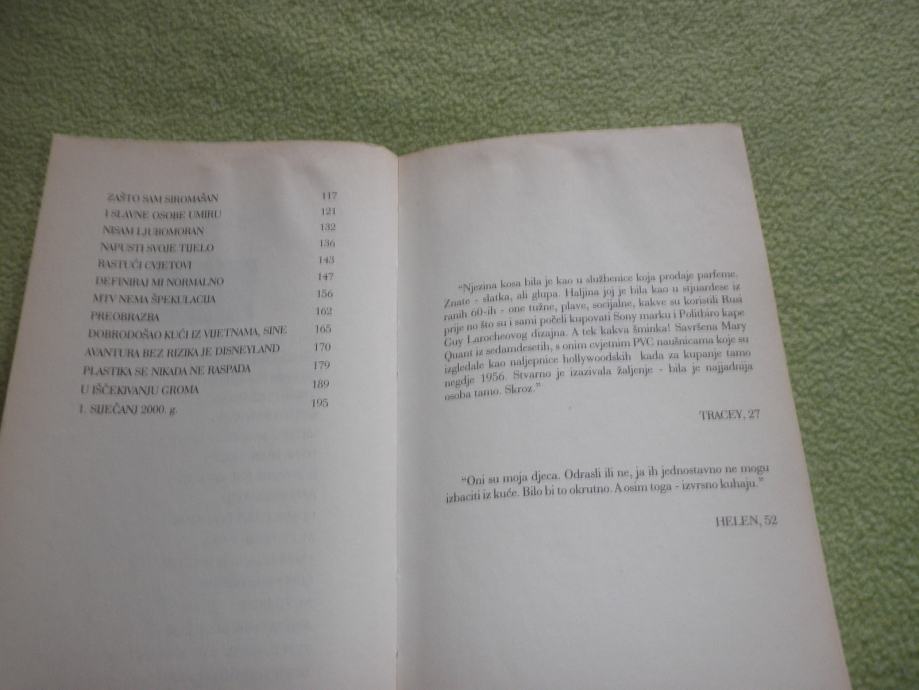 ZAŠTO SAM SIROMAŠAN 117
I SLAVNE OSOBE UMIRU 121
NISAM LJUBOMORAN 132
NAPUSTI SVOJE TIJELO 136
RASTUĆI CVJETOVI 143
DEFINIRAJ MI NORMALNO 147
MTV NEMA ŠPEKULACIJA 156
PREOBRAZBA 162
DOBRODOŠAO KUĆI IZ VIJETNAMA, SINE 165
AVANTURA BEZ RIZIKA JE DISNEYLAND 170
PLASTIKA SE NIKADA NE RASPADA 179
U IŠČEKIVANJU GROMA 189
1. SIJEČANJ 2000. g. 195
“Njezina kosa bila je kao u službenice koja prodaje parfeme.
Znate - slatka, ali glupa. Haljina joj je bila kao u stjuardese iz
ranih 60-ih - one tužne, plave, socijalne, kakve su koristili Rusi
prije no što su i sami počeli kupovati Sony marku i Politbiro kape
Guy Larocheovog dizajna. A tek kakva šminka! Savršena Mary
Quant iz sedamdesetih, s onim cvjetnim PVC naušnicama koje su
izgledale kao naljepnice hollywoodskih kada za kupanje tamo
negdje 1956. Stvarno je izazivala žaljenje - bila je najjadnija
osoba tamo. Skroz.”
TRACEY, 27
“Oni su moja djeca. Odrasli ili ne, ja ih jednostavno ne mogu
izbaciti iz kuće. Bilo bi to okrutno. A osim toga - izvrsno kuhaju.”
HELEN, 52